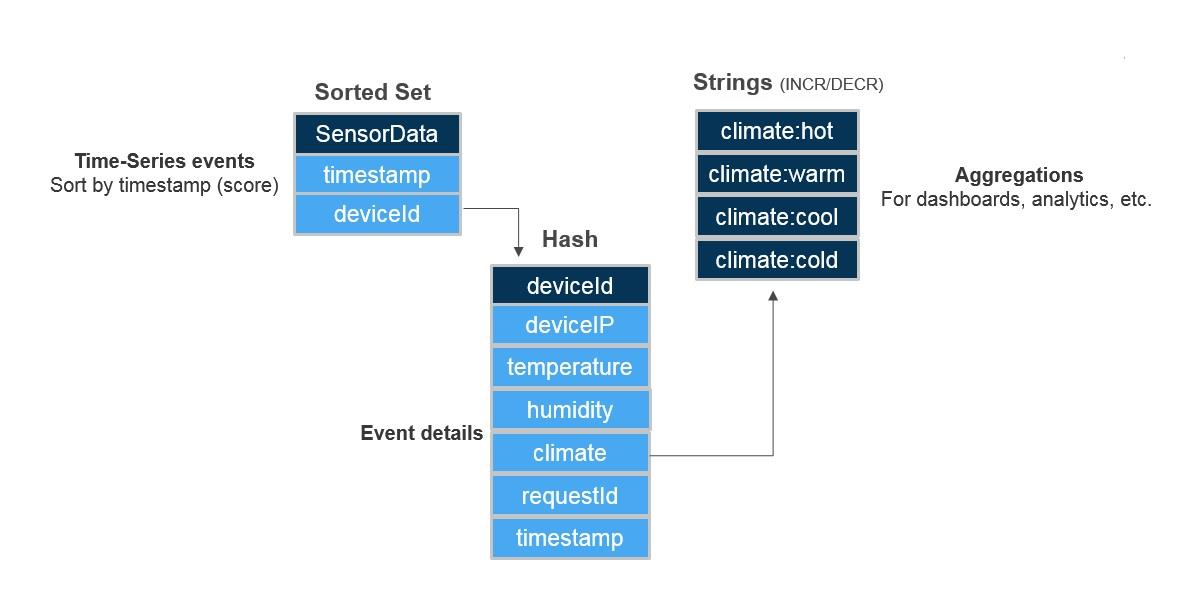 Sorted Set
SensorData
timestamp
deviceId
Time-Series events
Sort by timestamp (score)
Hash
deviceId
deviceIP
temperature
humidity
climate
requestId
timestamp
Event details
Strings (INCR/DECR)
climate:hot
climate:warm
climate:cool
climate:cold
Aggregations
For dashboards, analytics, etc.